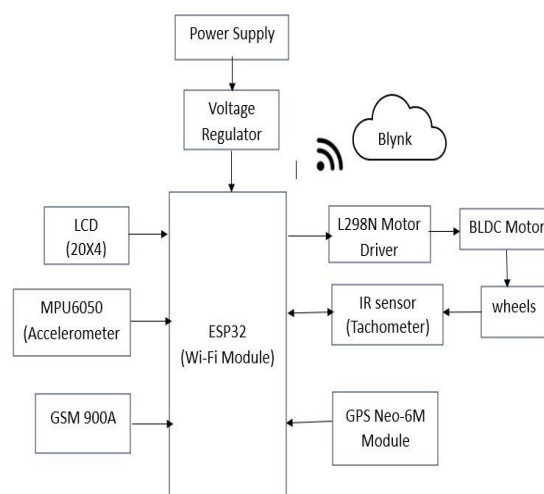 Power Supply
Voltage
Regulator
Blynk
LCD
(20X4)
L298N Motor
Driver
BLDC Motor
MPU6050
(Accelerometer
ESP32
(Wi-Fi Module)
IR sensor
(Tachometer)
wheels
GSM 900A
GPS Neo-6M
Module